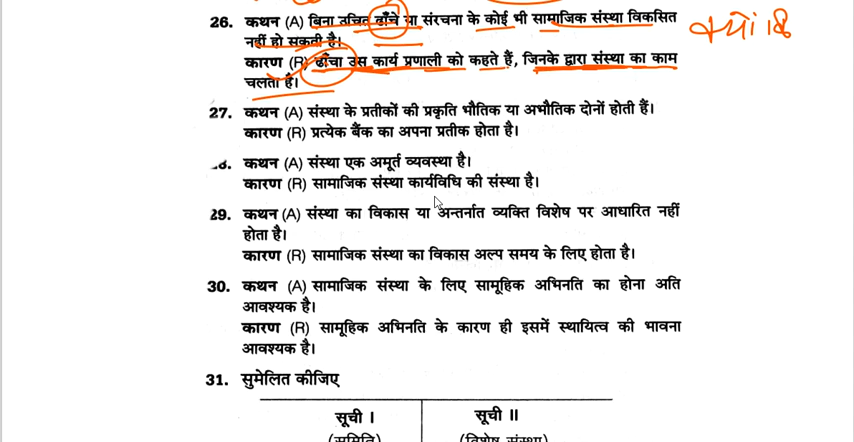 26. कथन (A) बिना उचित ढाँचे या संरचना के कोई भी सामाजिक संस्था विकसित
नहीं हो सकती है।
क्यों कि
कारण (R) ढाँचा उस कार्य प्रणाली को कहते हैं, जिनके द्वारा संस्था का काम
चलता है।
27. कथन (A) संस्था के प्रतीकों की प्रकृति भौतिक या अभौतिक दोनों होती हैं।
कारण (R) प्रत्येक बैंक का अपना प्रतीक होता है।
8. कथन (A) संस्था एक अमूर्त व्यवस्था है।
कारण (R) सामाजिक संस्था कार्यविधि की संस्था है।
29. कथन (A) संस्था का विकास या अन्तर्नात व्यक्ति विशेष पर आधारित नहीं
होता है।
कारण (R) सामाजिक संस्था का विकास अल्प समय के लिए होता है।
30. कथन (A) सामाजिक संस्था के लिए सामूहिक अभिनति का होना अति
आवश्यक है।
कारण (R) सामूहिक अभिनति के कारण ही इसमें स्थायित्व की भावना
आवश्यक है।
31. सुमेलित कीजिए
सूची I सूची II
(समिति) (विशेष संस्था)